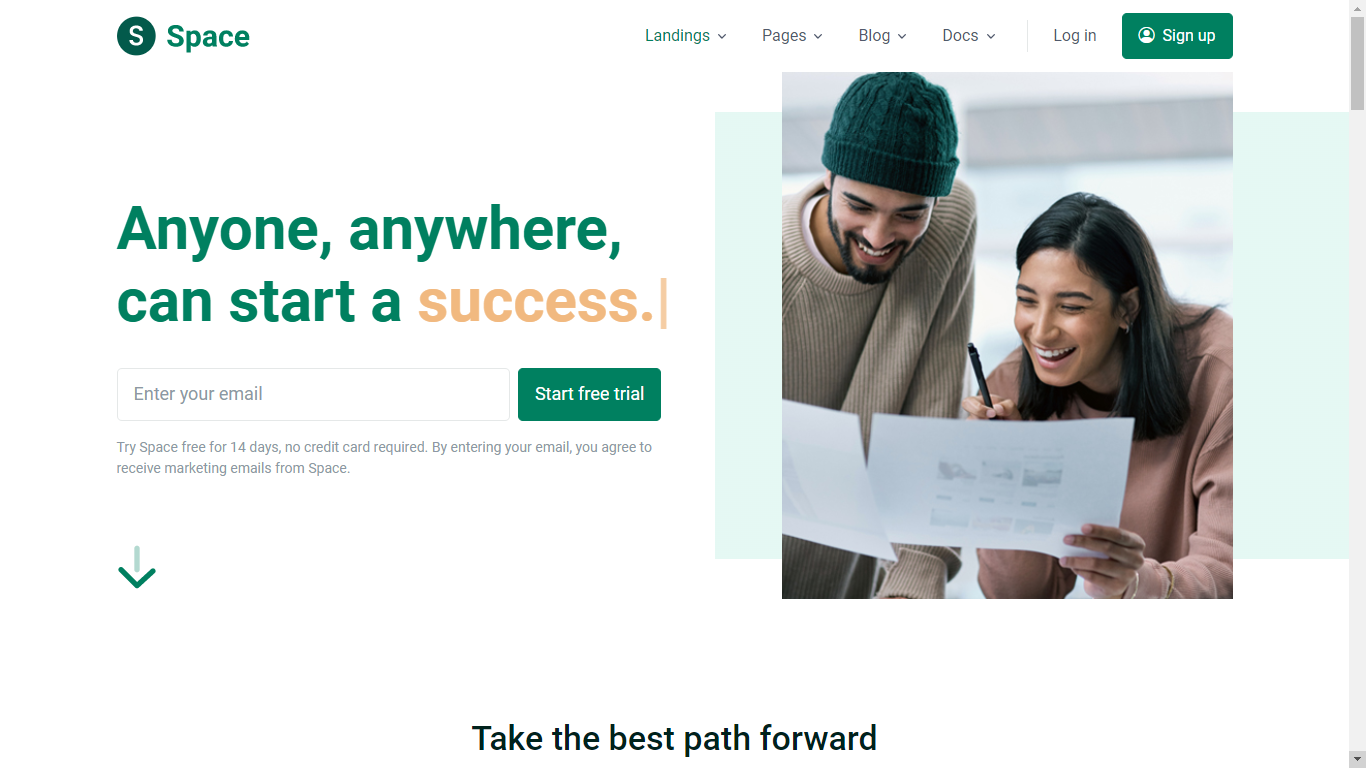 S Space
Landings
Pages
Blog
Docs
Log in
Sign up
Anyone, anywhere,
can start a success.
Enter your email
Start free trial
Try Space free for 14 days, no credit card required. By entering your email, you agree to
receive marketing emails from Space.
Take the best path forward